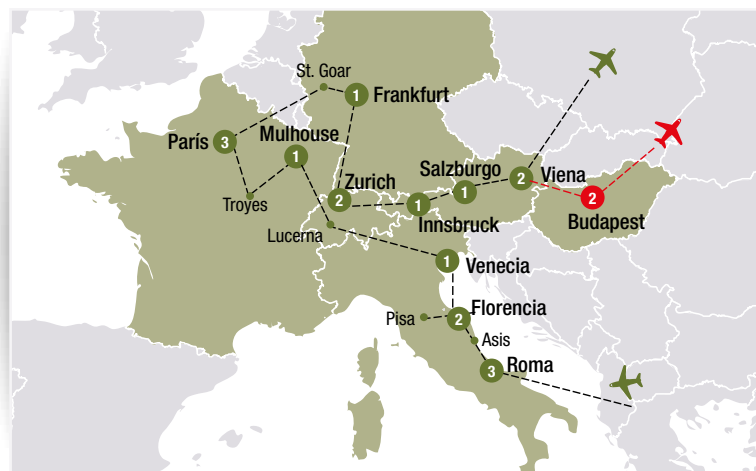 St. Goar
1 Frankfurt
París 3
Mulhouse
1
Troyes
Zurich
2
Lucerna
Salzburgo
1
1
Innsbruck
2 Viena
2
Budapest
1 Venecia
Florencia
2
Pisa
Asis
Roma
3